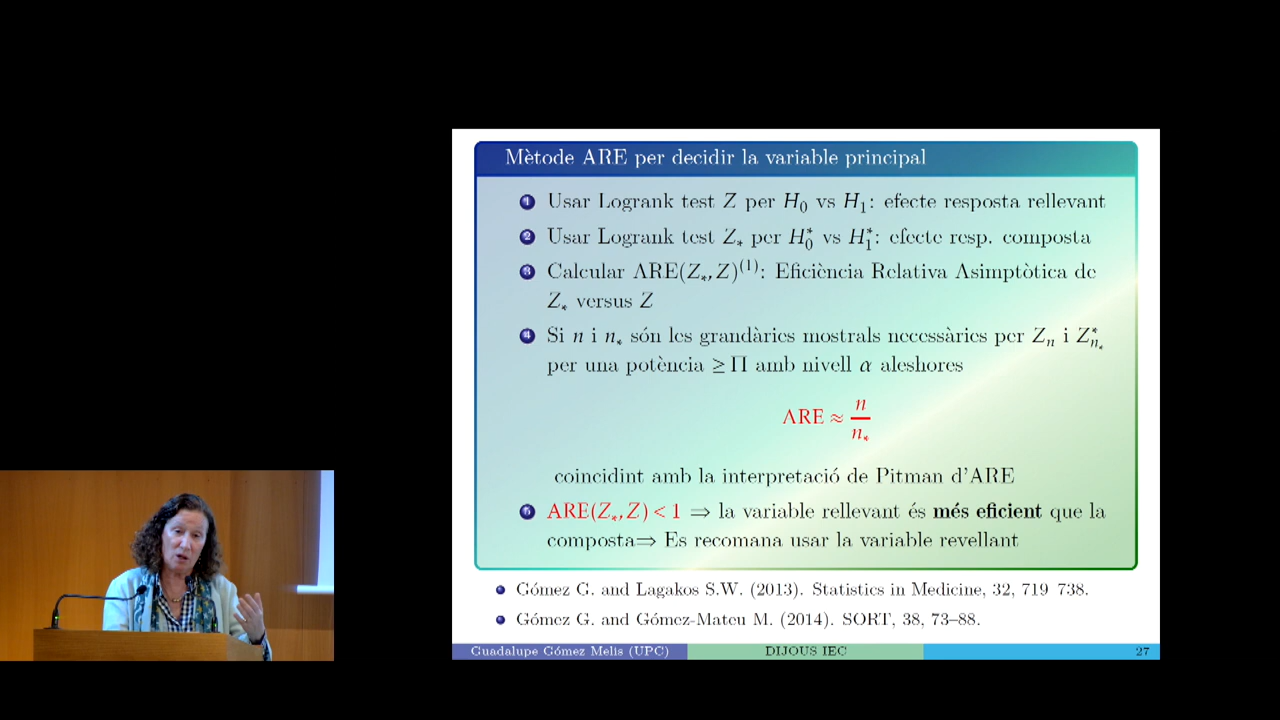 Mètode ARE per decidir la variable principal
1 Usar Logrank test Z per H₀ vs H₁: efecte resposta rellevant
2 Usar Logrank test Z* per H₀* vs H₁*: efecte resp. composta
3 Calcular ARE(Z*, Z)⁽¹⁾: Eficiència Relativa Asimptòtica de
Z* versus Z
4 Si n i n* són les grandàries mostrals necessàries per Zₙ i Z*ₙ*
per una potència ≥ Π amb nivell α aleshores
ARE ≈ n/n*
coincidint amb la interpretació de Pitman d'ARE
5 ARE(Z*, Z) < 1 ⇒ la variable rellevant és més eficient que la
composta⇒ Es recomana usar la variable revellant
Gómez G. and Lagakos S.W. (2013). Statistics in Medicine, 32, 719–738.
Gómez G. and Gómez-Mateu M. (2014). SORT, 38, 73–88.
Guadalupe Gómez Melis (UPC) DIJOUS IEC 27